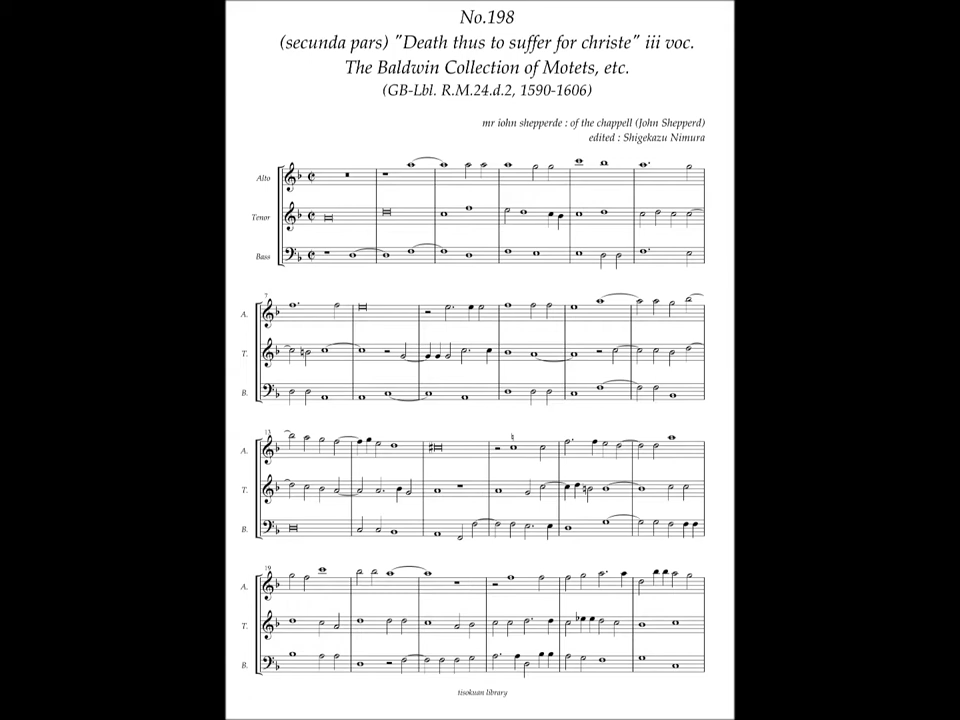 No.198
(secunda pars) "Death thus to suffer for christe" iii voc.
The Baldwin Collection of Motets, etc.
(GB-Lbl. R.M.24.d.2, 1590-1606)
mr iohn shepperde : of the chappell (John Shepperd)
edited : Shigekazu Nimura
Alto
Tenor
Bass
7
A.
T.
B.
13
A.
T.
B.
19
A.
T.
B.
tisokuan library